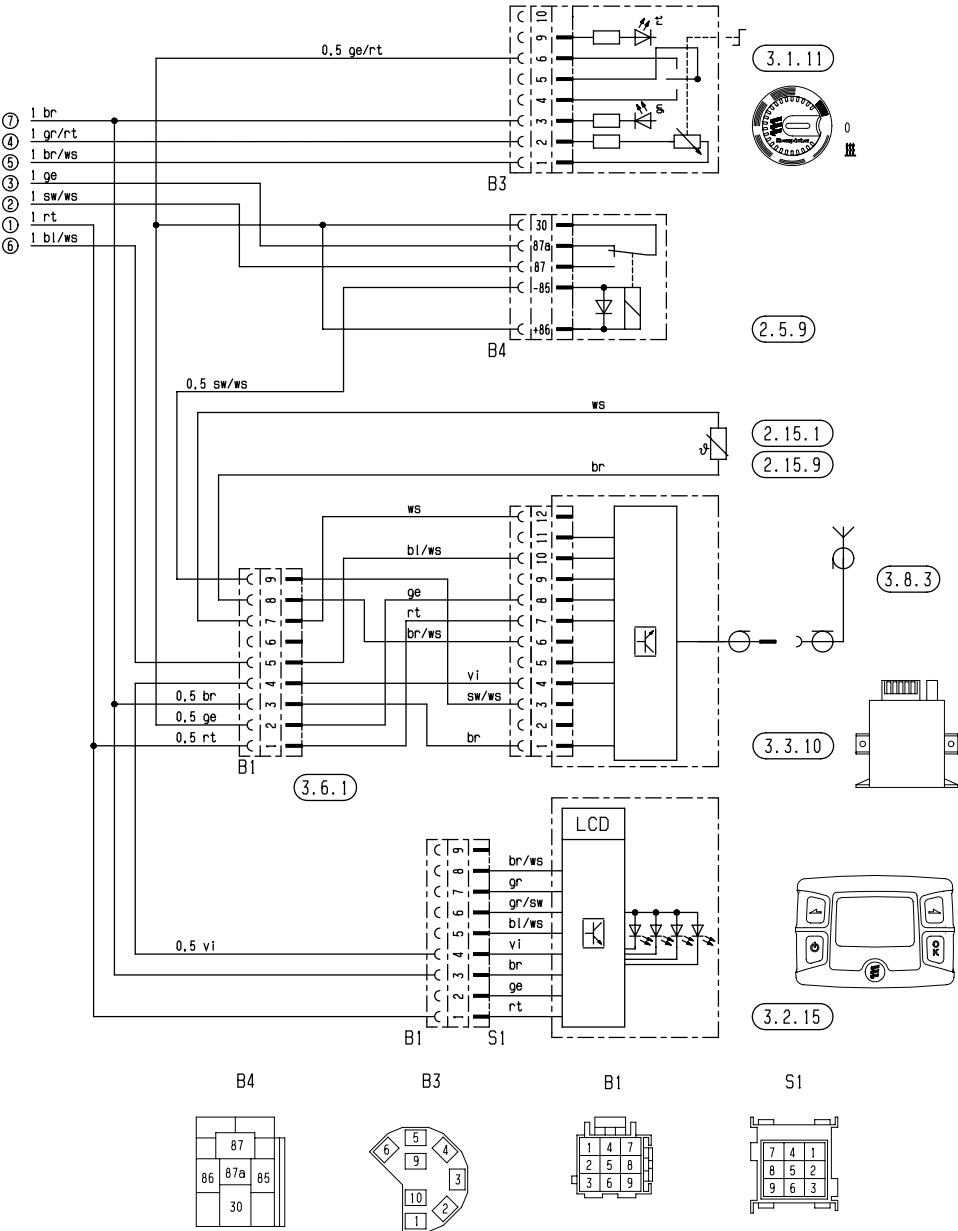 10
9
0,5 ge/rt
6
3.1.11
5
4
7 1 br
3
4 1 gr/rt
2
0
5 1 br/ws
1
3 1 ge
B3
2 1 sw/ws
1 1 rt
30
6 1 bl/ws
87a
87
-85
+86
2.5.9
B4
0,5 sw/ws
ws
2.15.1
br
2.15.9
ws
12
11
bl/ws
10
3.8.3
9
9
8
ge
8
7
rt
7
6
br/ws
6
5
5
4
vi
4
0,5 br
3
sw/ws
3
0,5 ge
2
2
0,5 rt
1
br
1
3.3.10
B1
3.6.1
LCD
9
br/ws
8
gr
7
gr/sw
6
bl/ws
5
0,5 vi
4
vi
3
br
2
ge
1
rt
OK
3.2.15
B1
S1
B4
B3
B1
S1
87
86 87a 85
30
5
6 4
9
3
10
2
1
1 4 7
2 5 8
3 6 9
7 4 1
8 5 2
9 6 3